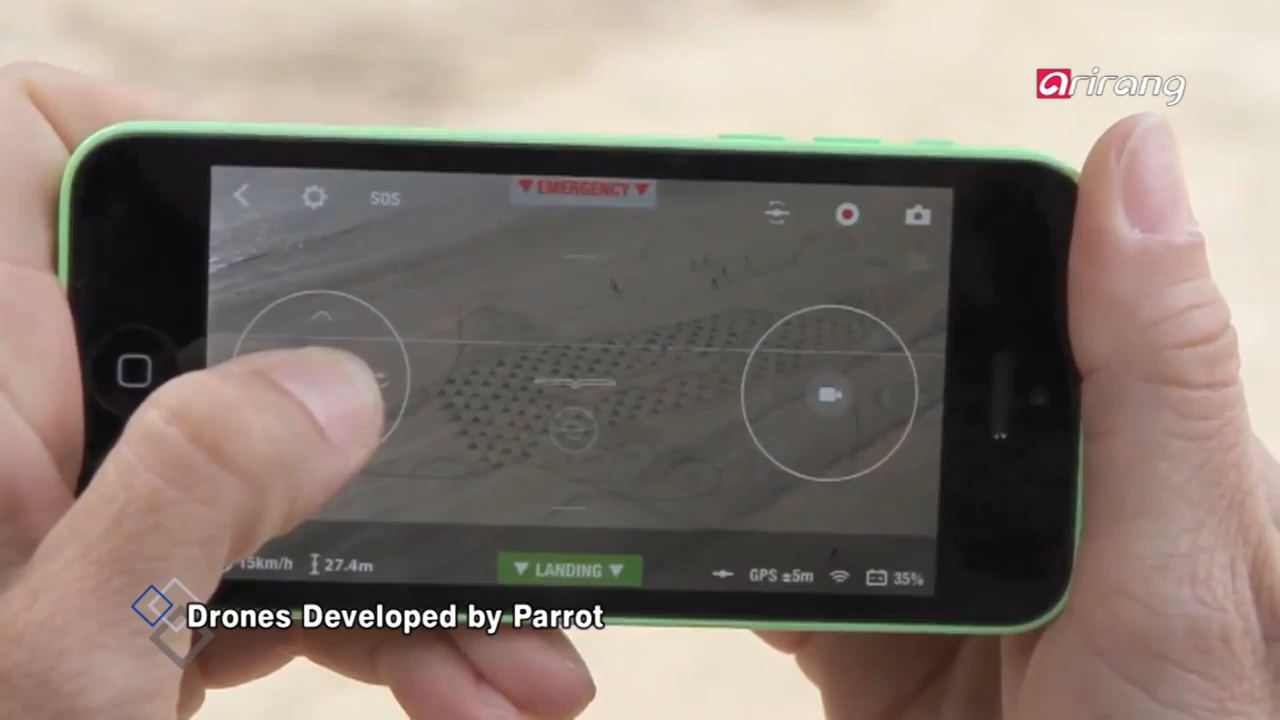 arirang
SOS
▼ EMERGENCY ▼
15km/h
27.4m
▼ LANDING ▼
GPS ±5m
35%
Drones Developed by Parrot